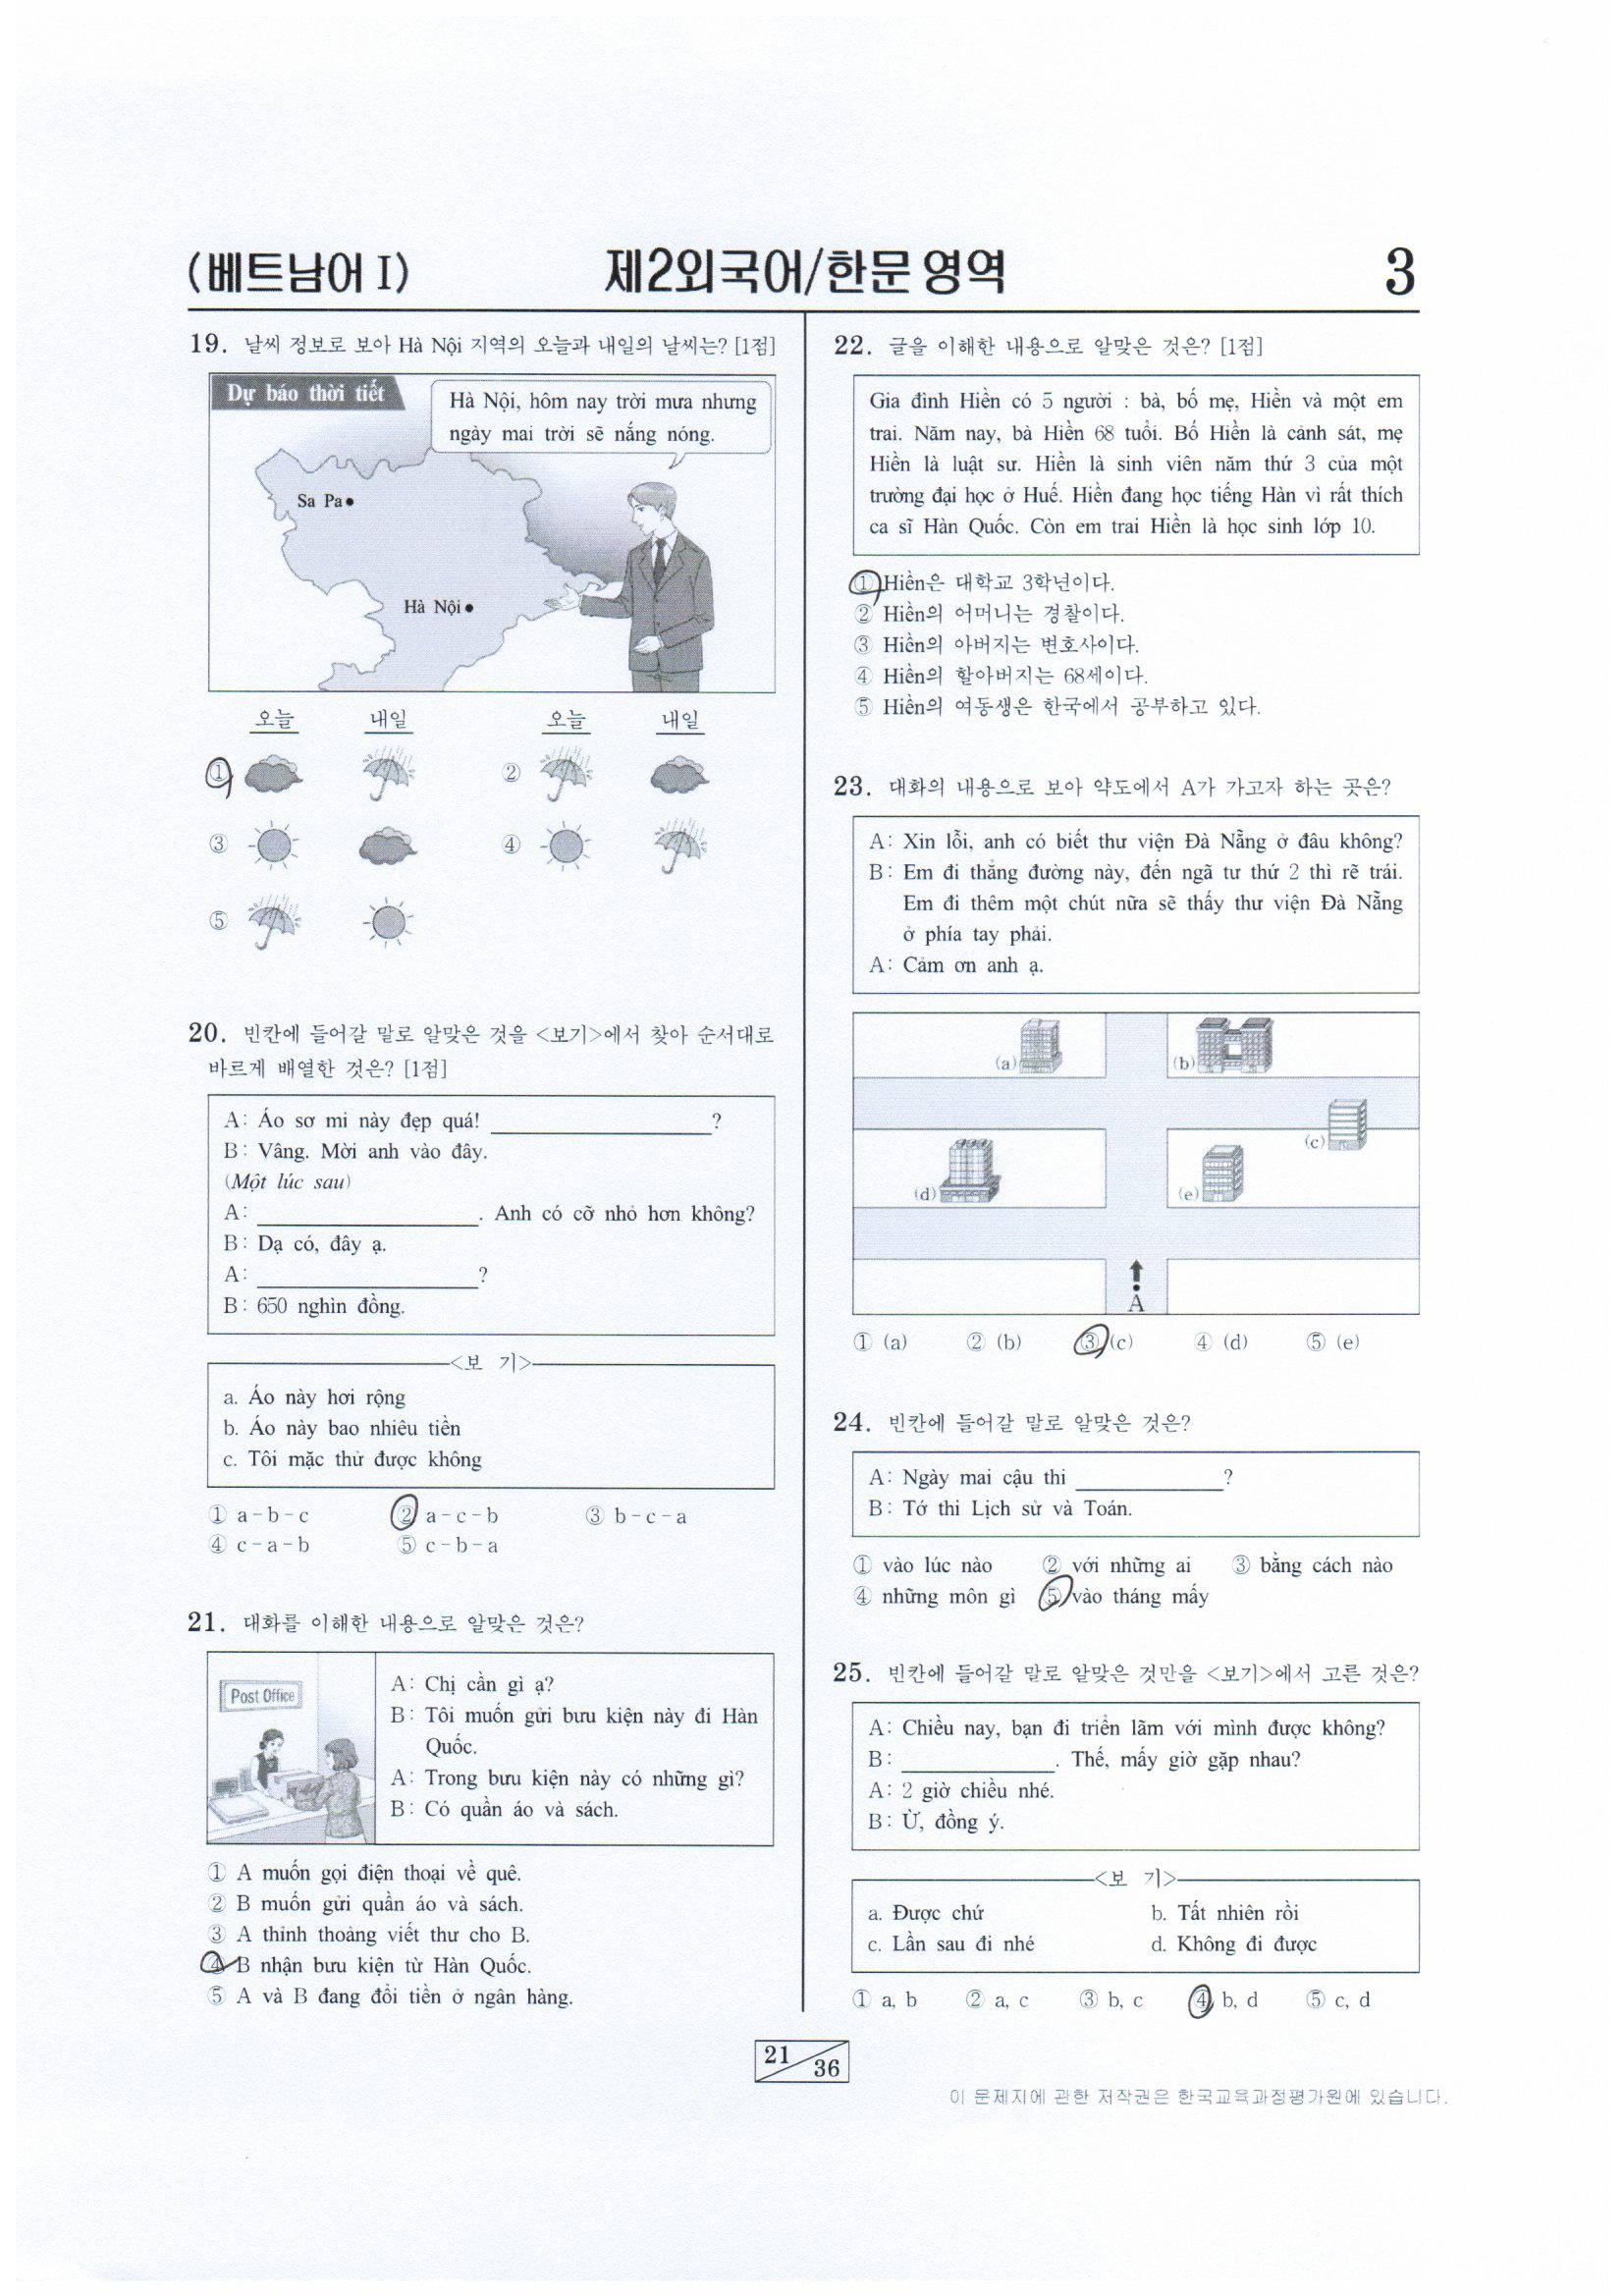 (베트남어 I)
제2외국어/한문 영역
3
19. 날씨 정보로 보아 Hà Nội 지역의 오늘과 내일의 날씨는? [1점]
Dự báo thời tiết
Hà Nội, hôm nay trời mưa nhưng
ngày mai trời sẽ nắng nóng.
Sa Pa
Hà Nội
오늘 내일 오늘 내일
① ②
③ ④
⑤
20. 빈칸에 들어갈 말로 알맞은 것을 <보기>에서 찾아 순서대로
바르게 배열한 것은? [1점]
A: Áo sơ mi này đẹp quá! ____________?
B: Vâng. Mời anh vào đây.
(Một lúc sau)
A: ____________. Anh có cỡ nhỏ hơn không?
B: Dạ có, đây ạ.
A: ____________?
B: 650 nghìn đồng.
<보 기>
a. Áo này hơi rộng
b. Áo này bao nhiêu tiền
c. Tôi mặc thử được không
① a-b-c ② a-c-b ③ b-c-a
④ c-a-b ⑤ c-b-a
21. 대화를 이해한 내용으로 알맞은 것은?
Post Office
A: Chị cần gì ạ?
B: Tôi muốn gửi bưu kiện này đi Hàn
Quốc.
A: Trong bưu kiện này có những gì?
B: Có quần áo và sách.
① A muốn gọi điện thoại về quê.
② B muốn gửi quần áo và sách.
③ A thỉnh thoảng viết thư cho B.
④ B nhận bưu kiện từ Hàn Quốc.
⑤ A và B đang đổi tiền ở ngân hàng.
22. 글을 이해한 내용으로 알맞은 것은? [1점]
Gia đình Hiền có 5 người : bà, bố mẹ, Hiền và một em
trai. Năm nay, bà Hiền 68 tuổi. Bố Hiền là cảnh sát, mẹ
Hiền là luật sư. Hiền là sinh viên năm thứ 3 của một
trường đại học ở Huế. Hiền đang học tiếng Hàn vì rất thích
ca sĩ Hàn Quốc. Còn em trai Hiền là học sinh lớp 10.
① Hiền은 대학교 3학년이다.
② Hiền의 어머니는 경찰이다.
③ Hiền의 아버지는 변호사이다.
④ Hiền의 할아버지는 68세이다.
⑤ Hiền의 여동생은 한국에서 공부하고 있다.
23. 대화의 내용으로 보아 약도에서 A가 가고자 하는 곳은?
A: Xin lỗi, anh có biết thư viện Đà Nẵng ở đâu không?
B: Em đi thẳng đường này, đến ngã tư thứ 2 thì rẽ trái.
Em đi thêm một chút nữa sẽ thấy thư viện Đà Nẵng
ở phía tay phải.
A: Cảm ơn anh ạ.
(a) (b)
(c)
(d) (e)
A
① (a) ② (b) ③ (c) ④ (d) ⑤ (e)
24. 빈칸에 들어갈 말로 알맞은 것은?
A: Ngày mai cậu thi ____________?
B: Tớ thi Lịch sử và Toán.
① vào lúc nào ② với những ai ③ bằng cách nào
④ những môn gì ⑤ vào tháng mấy
25. 빈칸에 들어갈 말로 알맞은 것만을 <보기>에서 고른 것은?
A: Chiều nay, bạn đi triển lãm với mình được không?
B: ____________. Thế, mấy giờ gặp nhau?
A: 2 giờ chiều nhé.
B: Ừ, đồng ý.
<보 기>
a. Được chứ b. Tất nhiên rồi
c. Lần sau đi nhé d. Không đi được
① a, b ② a, c ③ b, c ④ b, d ⑤ c, d
21/36
이 문제지에 관한 저작권은 한국교육과정평가원에 있습니다.